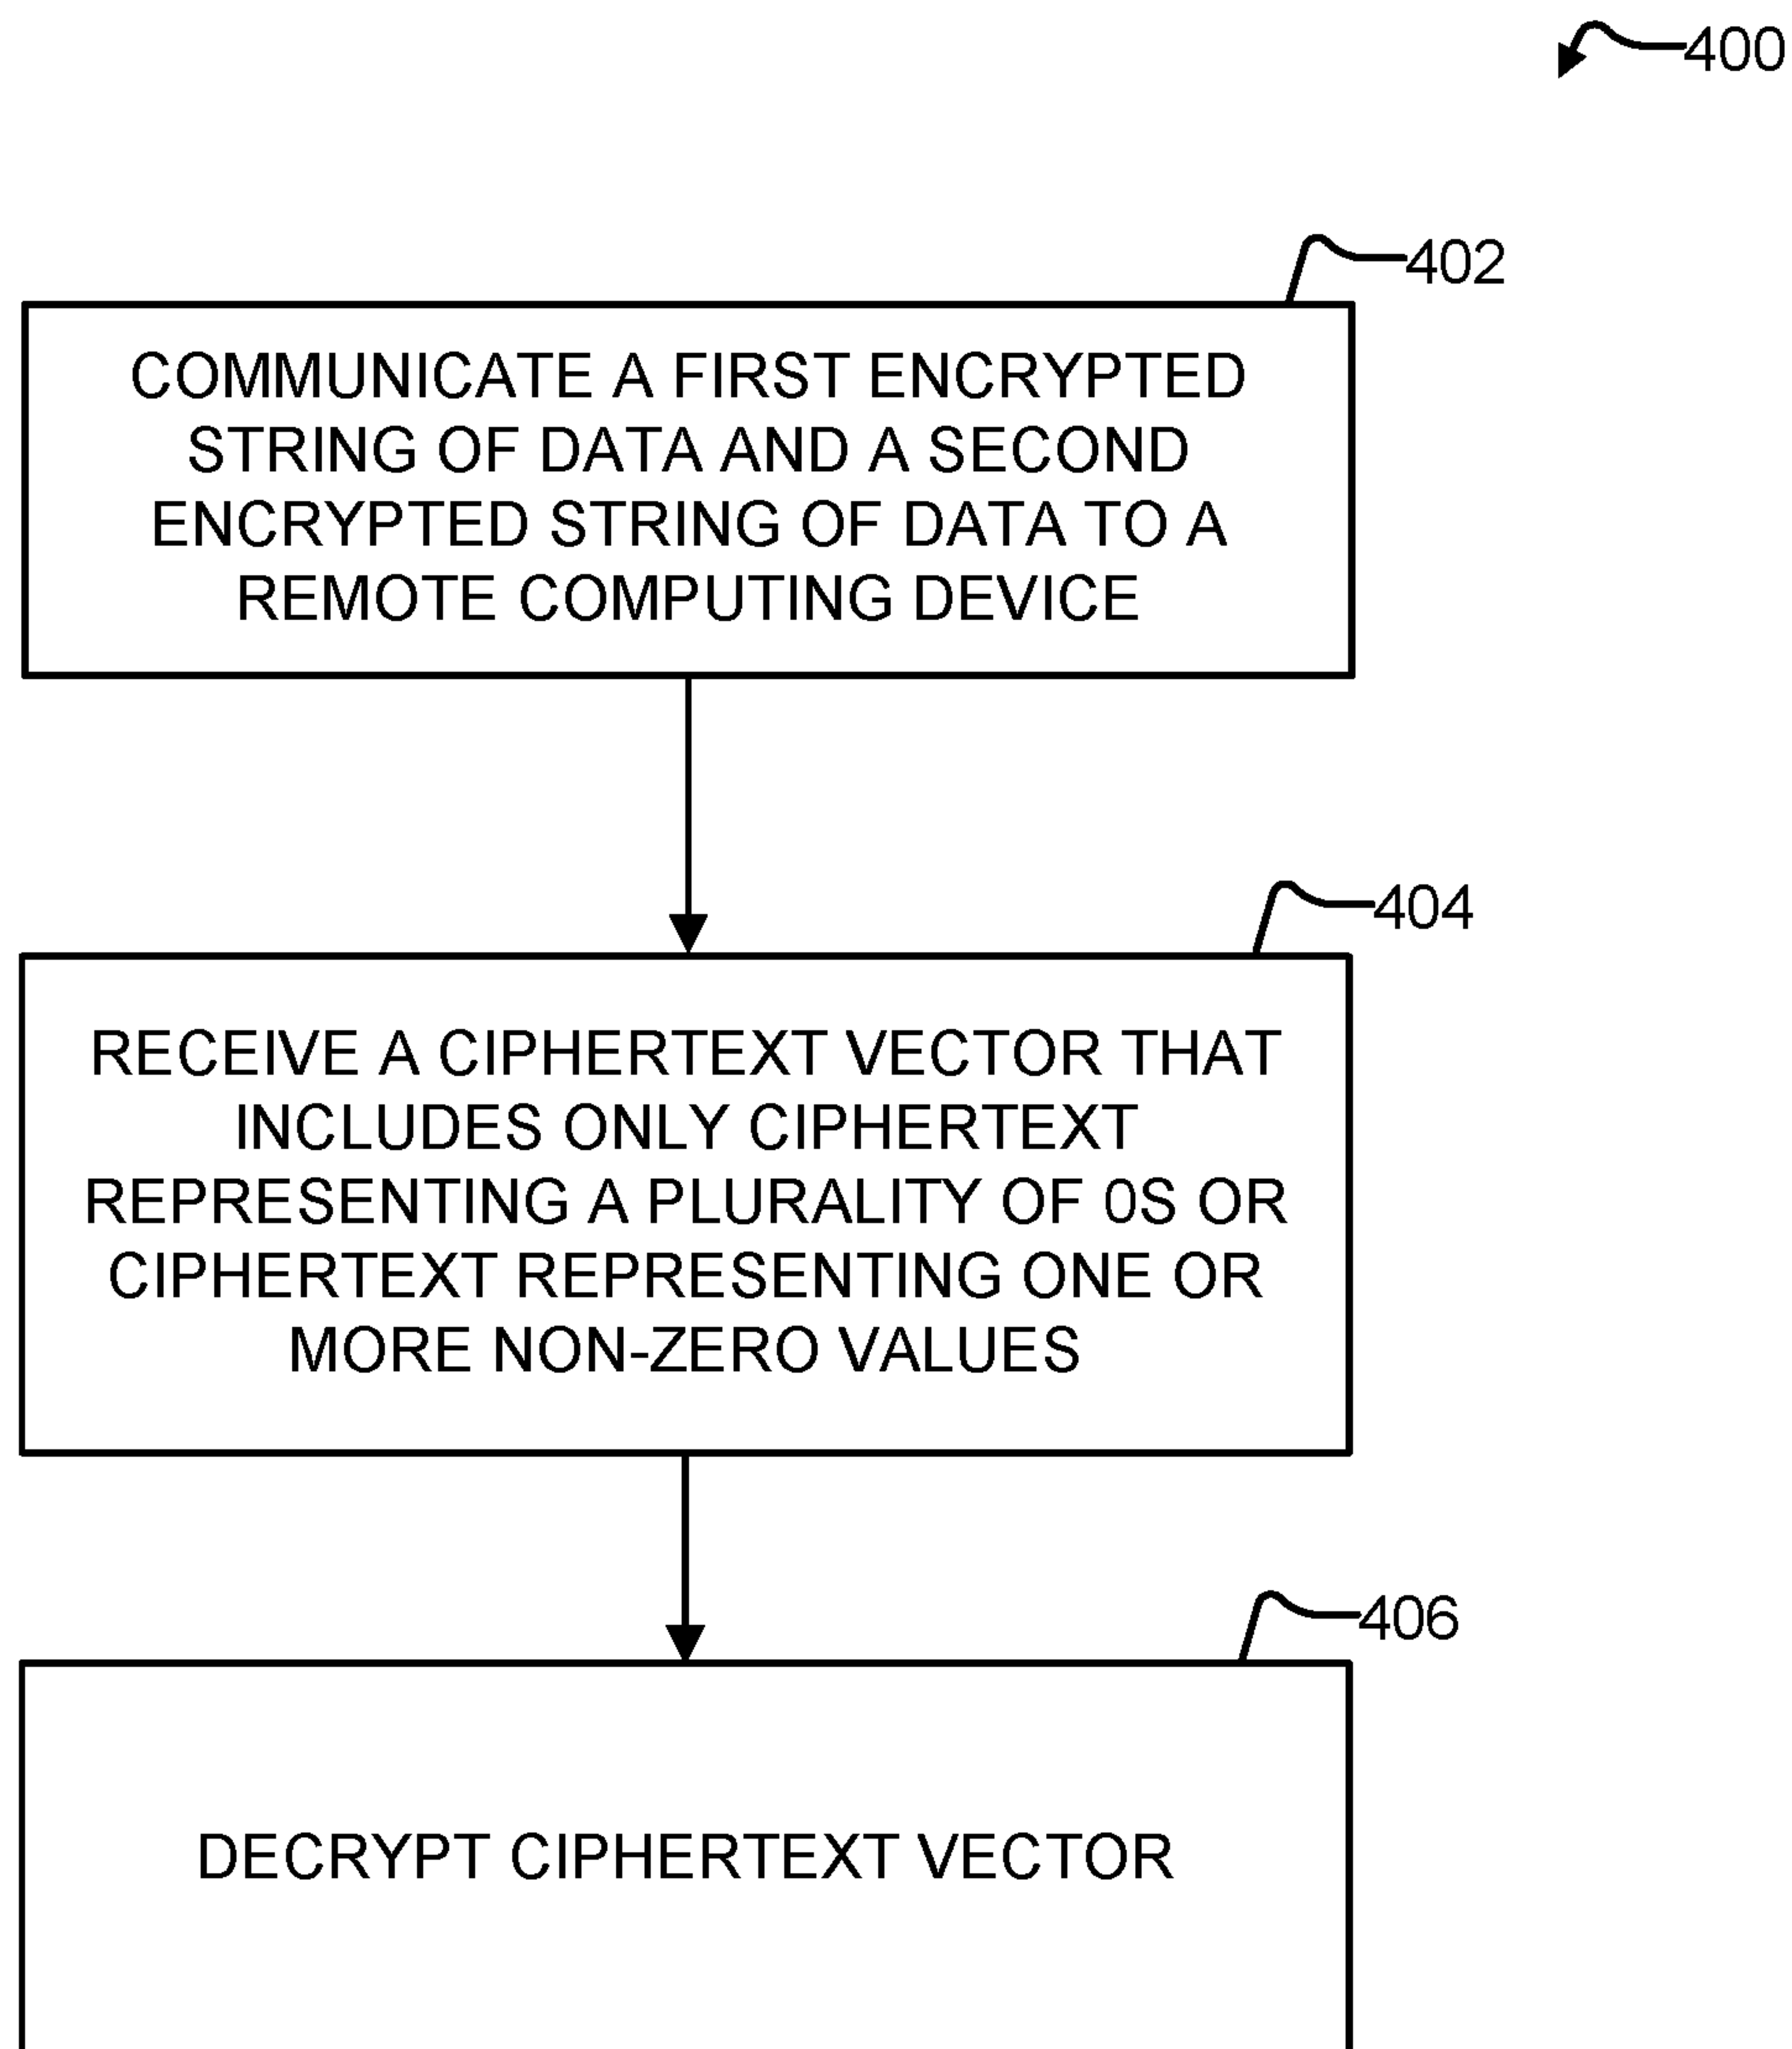 400
402
COMMUNICATE A FIRST ENCRYPTED
STRING OF DATA AND A SECOND
ENCRYPTED STRING OF DATA TO A
REMOTE COMPUTING DEVICE
404
RECEIVE A CIPHERTEXT VECTOR THAT
INCLUDES ONLY CIPHERTEXT
REPRESENTING A PLURALITY OF 0S OR
CIPHERTEXT REPRESENTING ONE OR
MORE NON-ZERO VALUES
406
DECRYPT CIPHERTEXT VECTOR